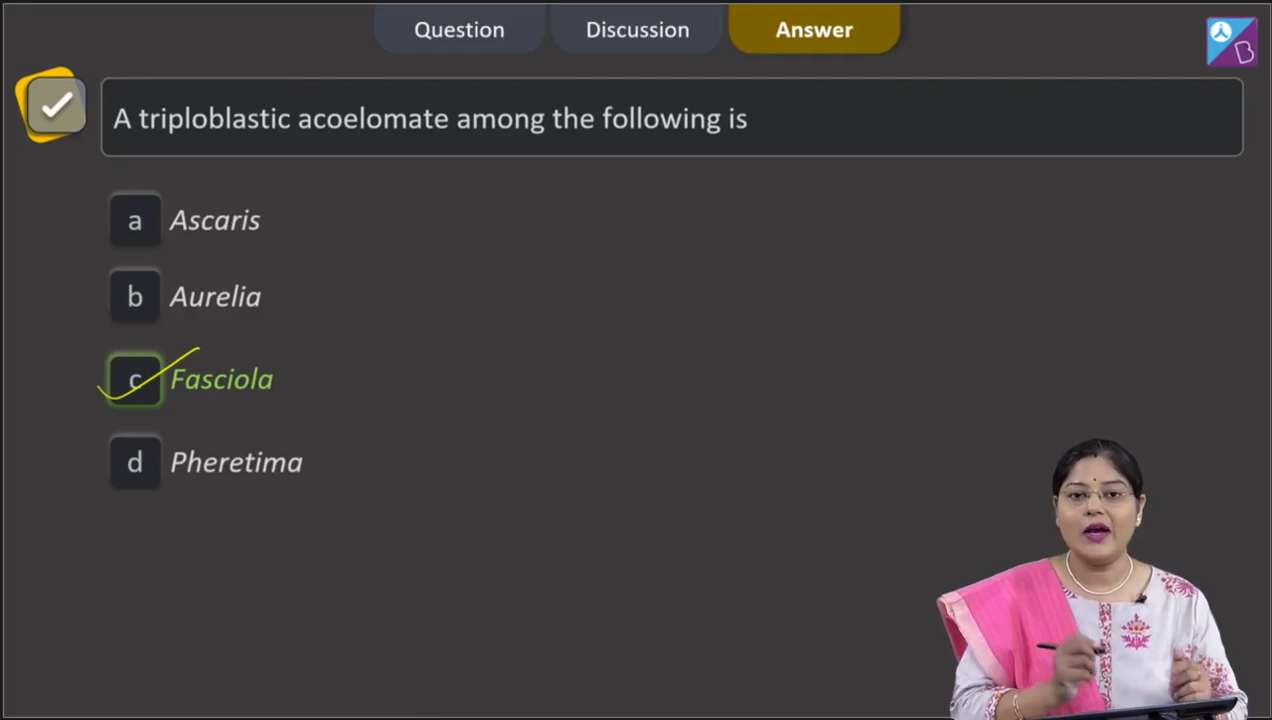 Question
Discussion
Answer
B
A triploblastic acoelomate among the following is
a Ascaris
b Aurelia
c Fasciola
d Pheretima